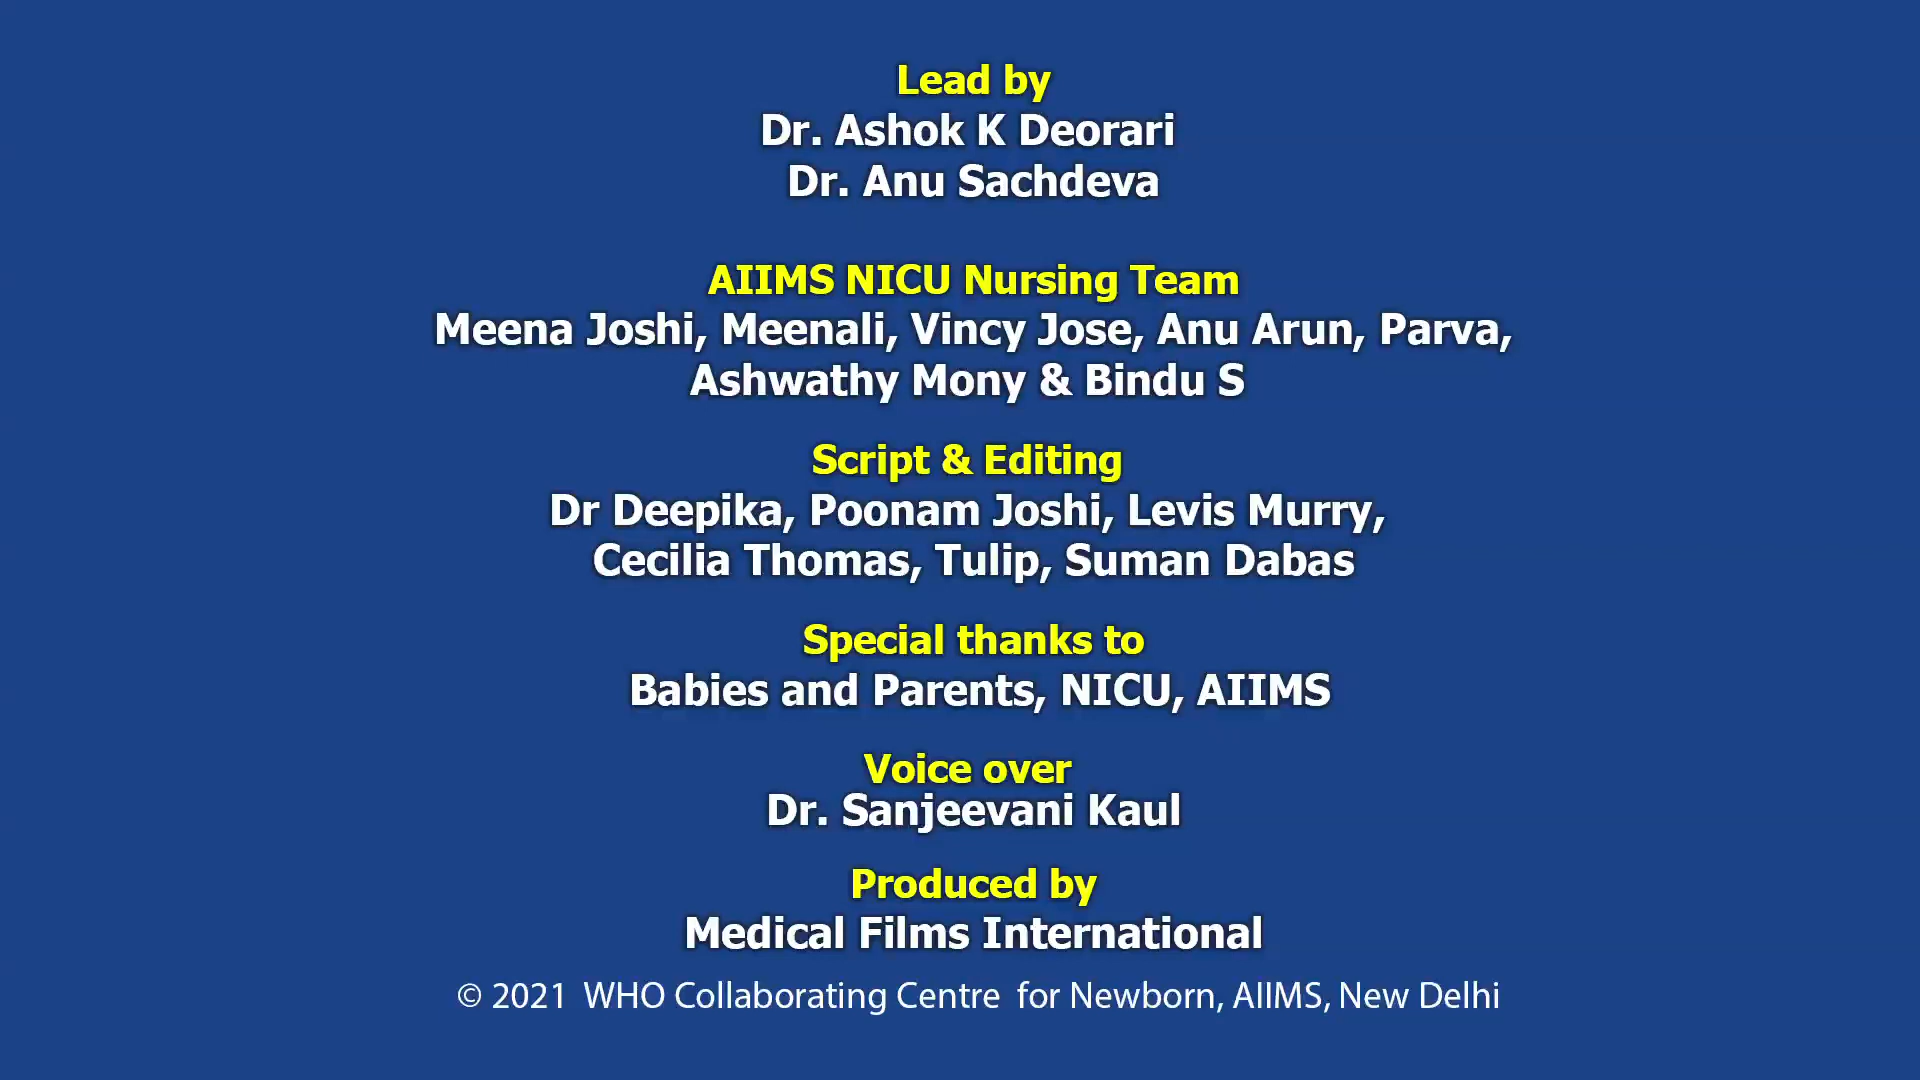 Lead by
Dr. Ashok K Deorari
Dr. Anu Sachdeva
AIIMS NICU Nursing Team
Meena Joshi, Meenali, Vincy Jose, Anu Arun, Parva,
Ashwathy Mony & Bindu S
Script & Editing
Dr Deepika, Poonam Joshi, Levis Murry,
Cecilia Thomas, Tulip, Suman Dabas
Special thanks to
Babies and Parents, NICU, AIIMS
Voice over
Dr. Sanjeevani Kaul
Produced by
Medical Films International
© 2021 WHO Collaborating Centre for Newborn, AIIMS, New Delhi